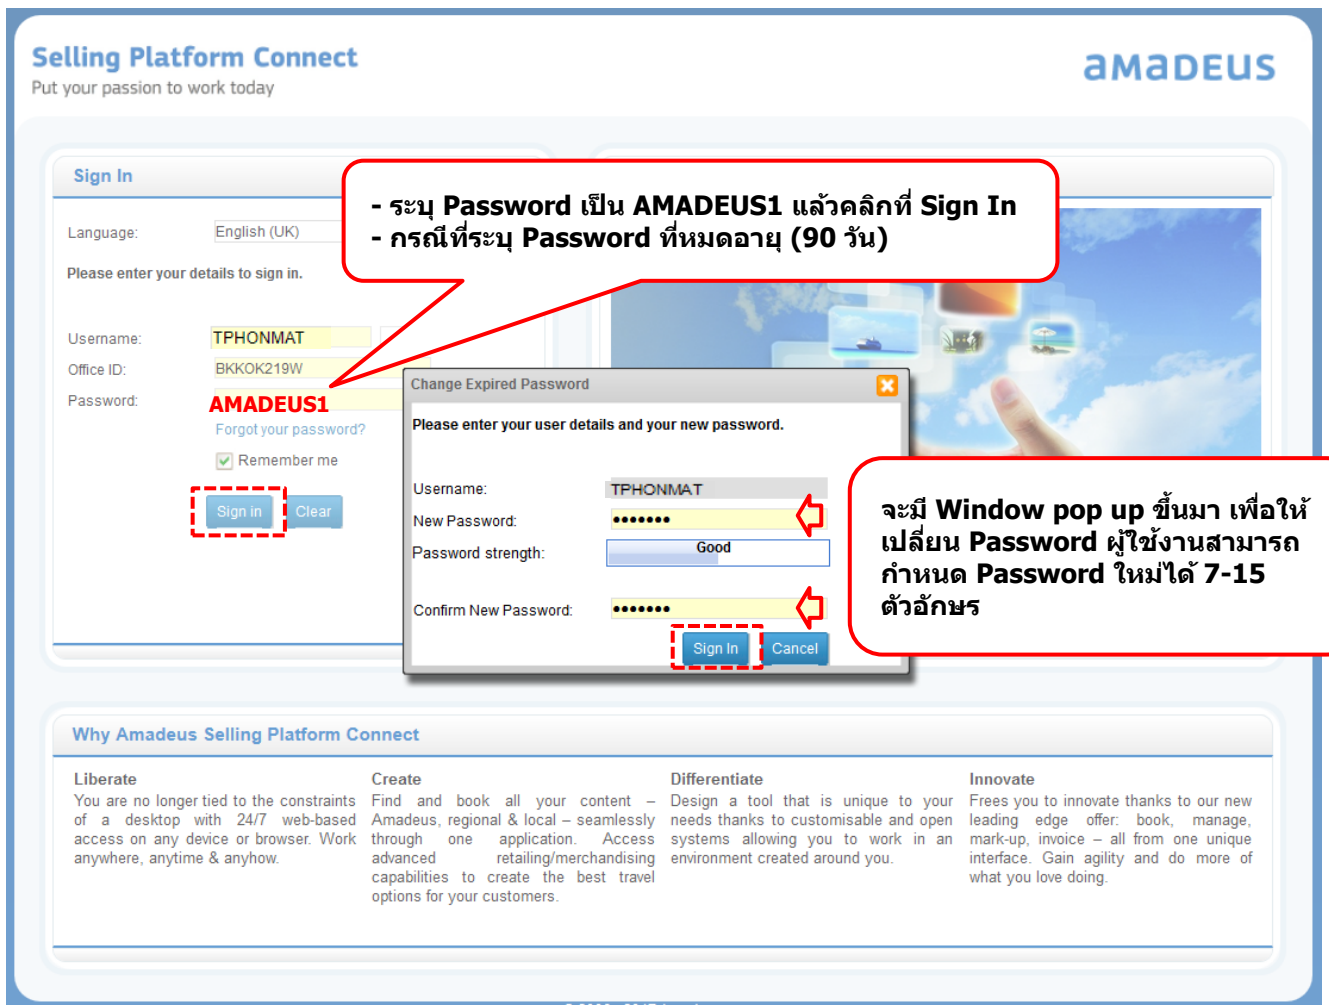 Selling Platform Connect
Put your passion to work today
amadeus
Sign In
- ระบุ Password เป็น AMADEUS1 แล้วคลิกที่ Sign In
- กรณีที่ระบุ Password ที่หมดอายุ (90 วัน)
Language:
English (UK)
Please enter your details to sign in.
Username:
TPHONMAT
Office ID:
BKKOK219W
Password:
AMADEUS1
Forgot your password?
Remember me
Sign in
Clear
Change Expired Password
Please enter your user details and your new password.
Username:
TPHONMAT
New Password:
•••••••
Password strength:
Good
Confirm New Password:
•••••••
Sign In
Cancel
จะมี Window pop up ขึ้นมา เพื่อให้
เปลี่ยน Password ผู้ใช้งานสามารถ
กำหนด Password ใหม่ได้ 7-15
ตัวอักษร
Why Amadeus Selling Platform Connect
Liberate
You are no longer tied to the constraints
of a desktop with 24/7 web-based
access on any device or browser. Work
anywhere, anytime & anyhow.
Create
Find and book all your content –
Amadeus, regional & local – seamlessly
through one application. Access
advanced retailing/merchandising
capabilities to create the best travel
options for your customers.
Differentiate
Design a tool that is unique to your
needs thanks to customisable and open
systems allowing you to work in an
environment created around you.
Innovate
Frees you to innovate thanks to our new
leading edge offer: book, manage,
mark-up, invoice – all from one unique
interface. Gain agility and do more of
what you love doing.